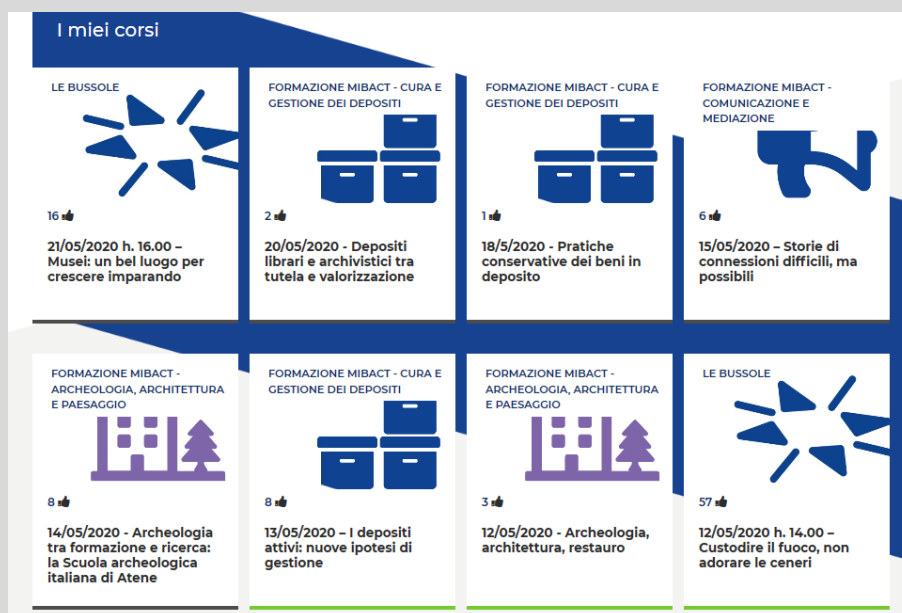 I miei corsi
LE BUSSOLE
16
21/05/2020 h. 16.00 –
Musei: un bel luogo per
crescere imparando
FORMAZIONE MIBACT - CURA E
GESTIONE DEI DEPOSITI
2
20/05/2020 - Depositi
librari e archivistici tra
tutela e valorizzazione
FORMAZIONE MIBACT - CURA E
GESTIONE DEI DEPOSITI
1
18/5/2020 - Pratiche
conservative dei beni in
deposito
FORMAZIONE MIBACT -
COMUNICAZIONE E
MEDIAZIONE
6
15/05/2020 – Storie di
connessioni difficili, ma
possibili
FORMAZIONE MIBACT -
ARCHEOLOGIA, ARCHITETTURA
E PAESAGGIO
8
14/05/2020 - Archeologia
tra formazione e ricerca:
la Scuola archeologica
italiana di Atene
FORMAZIONE MIBACT - CURA E
GESTIONE DEI DEPOSITI
8
13/05/2020 – I depositi
attivi: nuove ipotesi di
gestione
FORMAZIONE MIBACT -
ARCHEOLOGIA, ARCHITETTURA
E PAESAGGIO
3
12/05/2020 - Archeologia,
architettura, restauro
LE BUSSOLE
57
12/05/2020 h. 14.00 –
Custodire il fuoco, non
adorare le ceneri